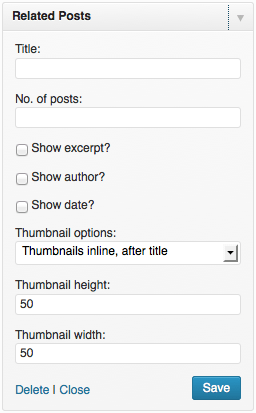 Related Posts
Title:
No. of posts:
Show excerpt?
Show author?
Show date?
Thumbnail options:
Thumbnails inline, after title
Thumbnail height:
50
Thumbnail width:
50
Delete | Close
Save